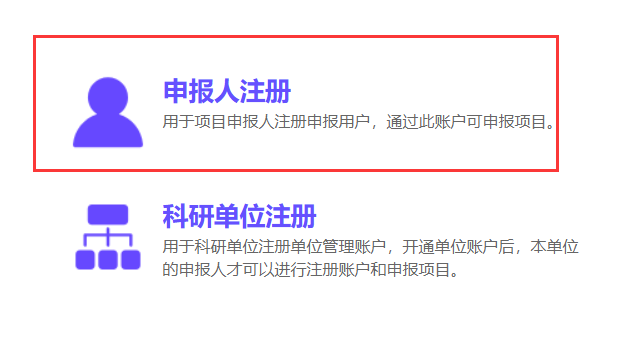 申报人注册
用于项目申报人注册申报用户，通过此账户可申报项目。
科研单位注册
用于科研单位注册单位管理账户，开通单位账户后，本单位
的申报人才可以进行注册账户和申报项目。